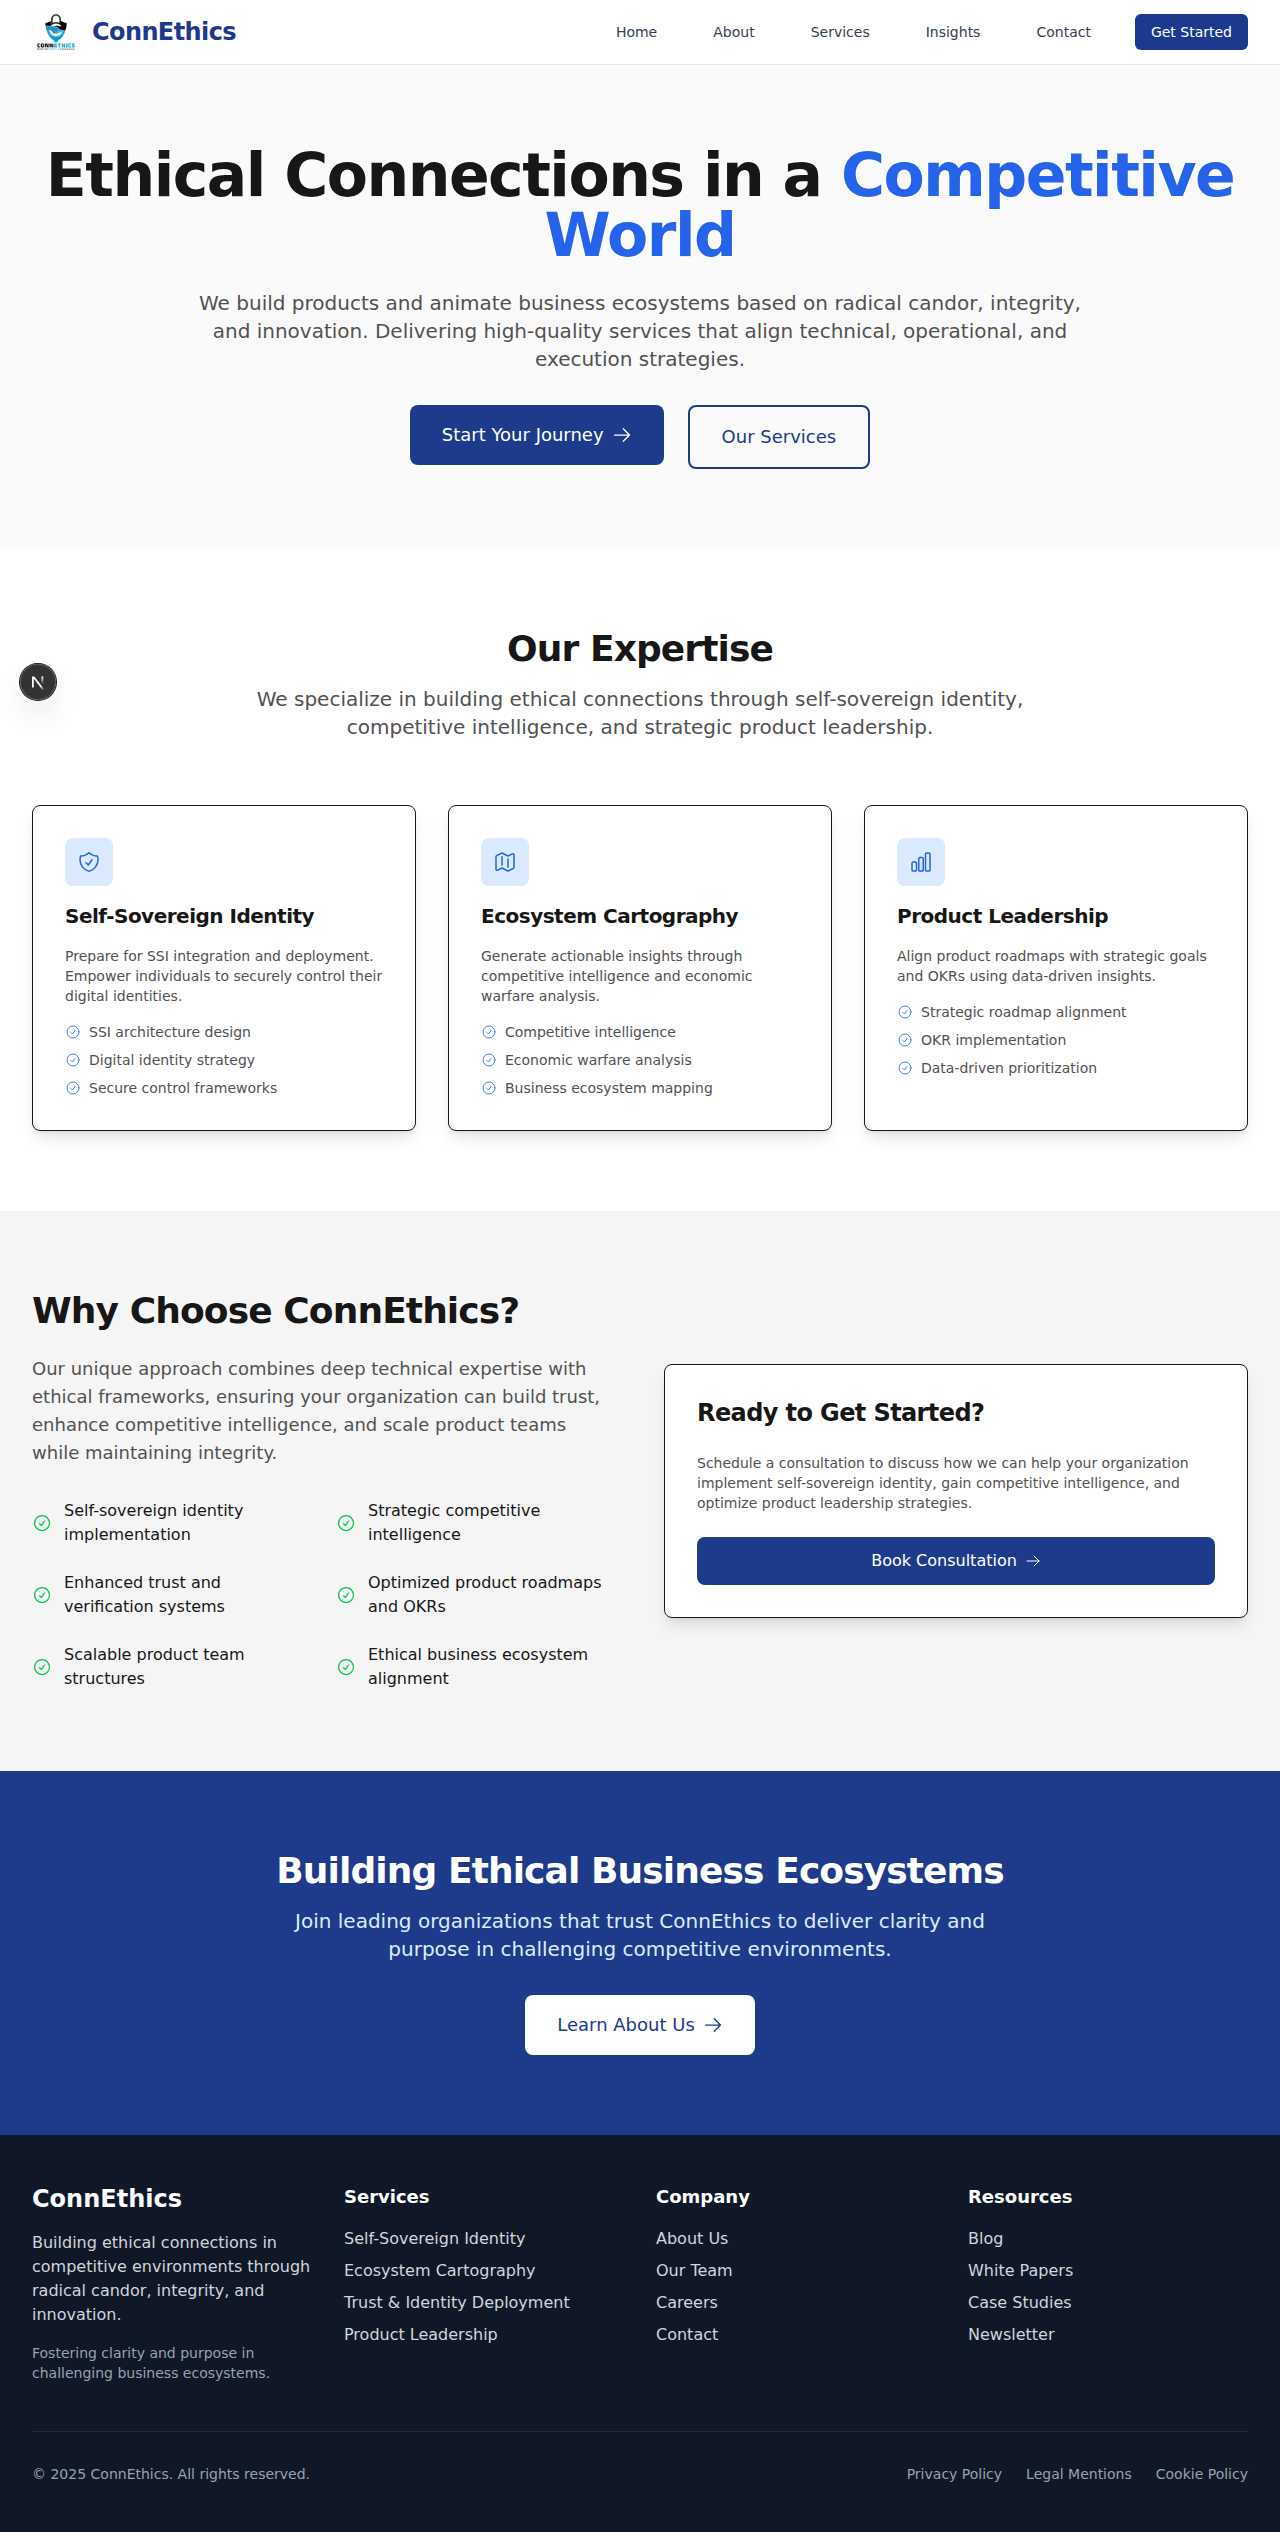 CONNETHICS
ConnEthics
Home
About
Services
Insights
Contact
Get Started
Ethical Connections in a Competitive
World
We build products and animate business ecosystems based on radical candor, integrity,
and innovation. Delivering high-quality services that align technical, operational, and
execution strategies.
Start Your Journey
Our Services
Our Expertise
We specialize in building ethical connections through self-sovereign identity,
competitive intelligence, and strategic product leadership.
Self-Sovereign Identity
Prepare for SSI integration and deployment.
Empower individuals to securely control their
digital identities.
SSI architecture design
Digital identity strategy
Secure control frameworks
Ecosystem Cartography
Generate actionable insights through
competitive intelligence and economic
warfare analysis.
Competitive intelligence
Economic warfare analysis
Business ecosystem mapping
Product Leadership
Align product roadmaps with strategic goals
and OKRs using data-driven insights.
Strategic roadmap alignment
OKR implementation
Data-driven prioritization
Why Choose ConnEthics?
Our unique approach combines deep technical expertise with
ethical frameworks, ensuring your organization can build trust,
enhance competitive intelligence, and scale product teams
while maintaining integrity.
Self-sovereign identity
implementation
Strategic competitive
intelligence
Enhanced trust and
verification systems
Optimized product roadmaps
and OKRs
Scalable product team
structures
Ethical business ecosystem
alignment
Ready to Get Started?
Schedule a consultation to discuss how we can help your organization
implement self-sovereign identity, gain competitive intelligence, and
optimize product leadership strategies.
Book Consultation
Building Ethical Business Ecosystems
Join leading organizations that trust ConnEthics to deliver clarity and
purpose in challenging competitive environments.
Learn About Us
ConnEthics
Building ethical connections in
competitive environments through
radical candor, integrity, and
innovation.
Fostering clarity and purpose in
challenging business ecosystems.
Services
Self-Sovereign Identity
Ecosystem Cartography
Trust & Identity Deployment
Product Leadership
Company
About Us
Our Team
Careers
Contact
Resources
Blog
White Papers
Case Studies
Newsletter
© 2025 ConnEthics. All rights reserved.
Privacy Policy
Legal Mentions
Cookie Policy